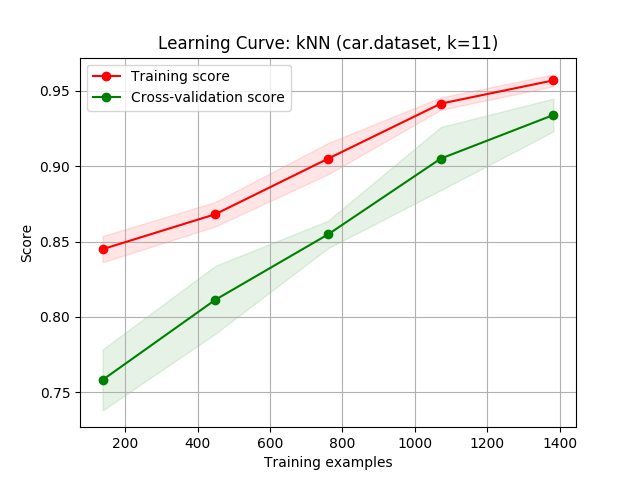 Learning Curve: kNN (car.dataset, k=11)
Training score
Cross-validation score
0.95
0.90
0.85
0.80
0.75
Score
200 400 600 800 1000 1200 1400
Training examples